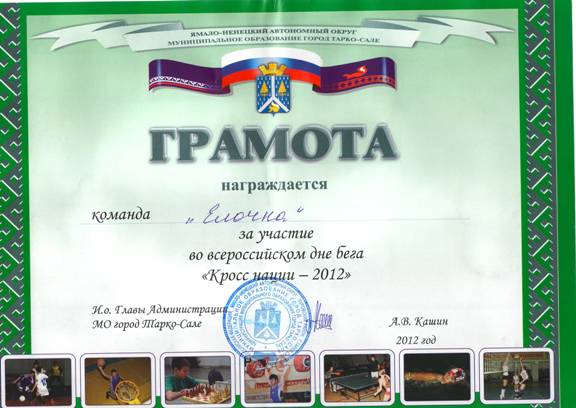 ЯМАЛО-НЕНЕЦКИЙ АВТОНОМНЫЙ ОКРУГ
МУНИЦИПАЛЬНОЕ ОБРАЗОВАНИЕ ГОРОД ТАРКО-САЛЕ
ГРАМОТА
награждается
команда „Елочка“
за участие
во всероссийском дне бега
«Кросс нации – 2012»
И.о. Главы Администрации
МО город Тарко-Сале
А.В. Кашин
2012 год